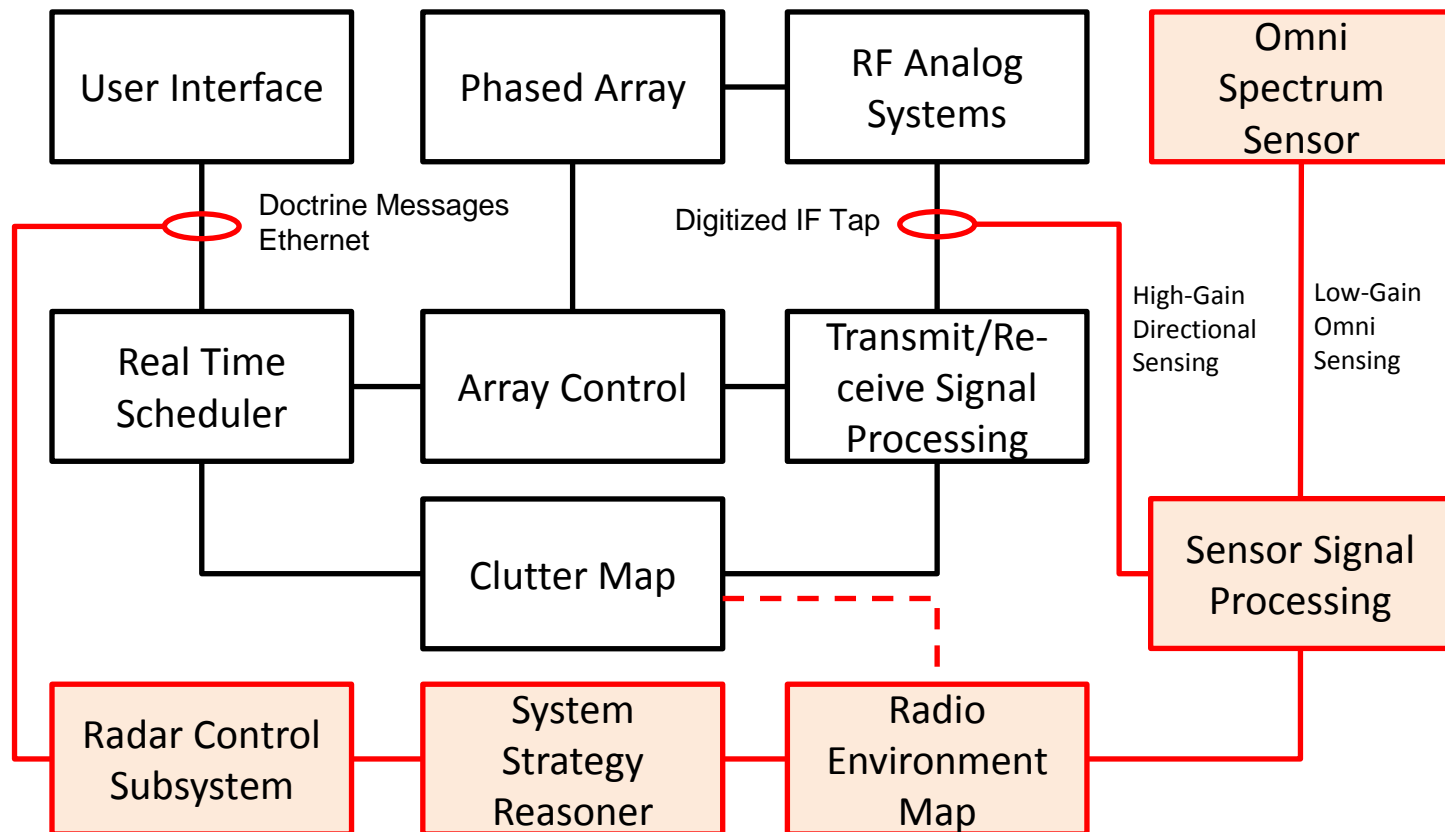 User Interface
Phased Array
RF Analog
Systems
Omni
Spectrum
Sensor
Doctrine Messages
Ethernet
Digitized IF Tap
High-Gain
Directional
Sensing
Low-Gain
Omni
Sensing
Real Time
Scheduler
Array Control
Transmit/Re-
ceive Signal
Processing
Clutter Map
Sensor Signal
Processing
Radar Control
Subsystem
System
Strategy
Reasoner
Radio
Environment
Map